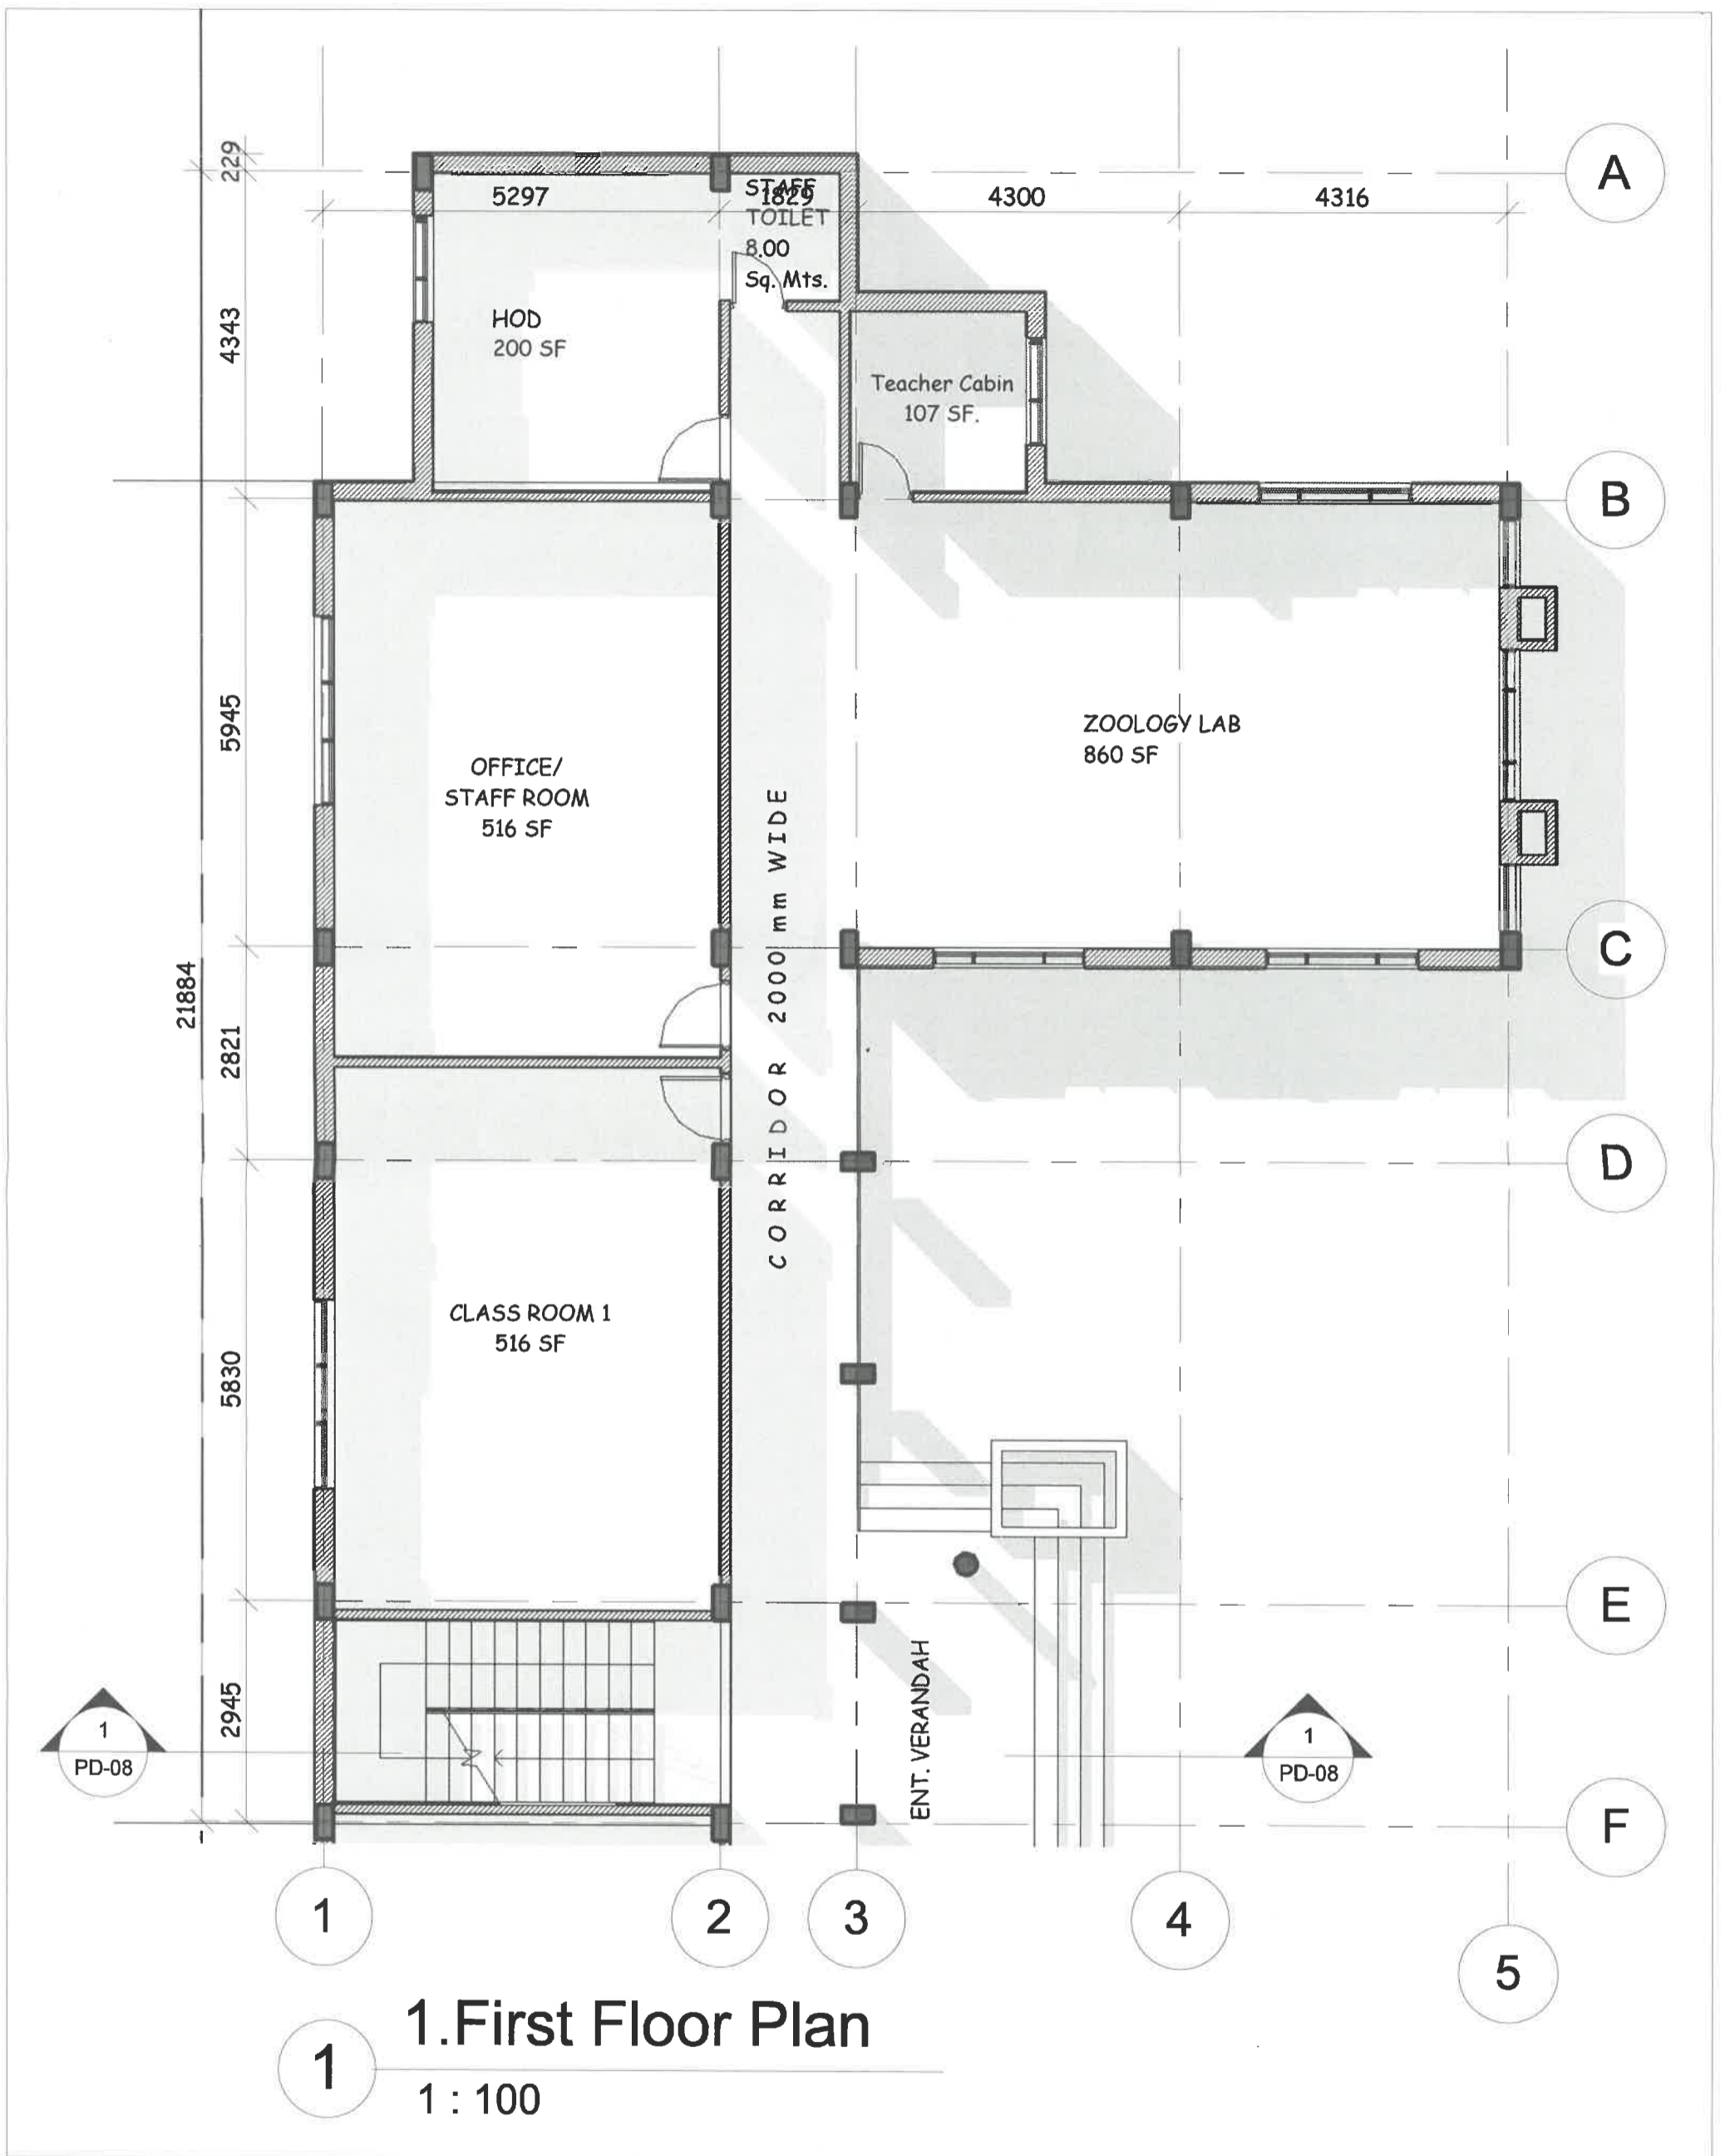 A
229
5297
1829
4300
4316
STAFF
TOILET
8.00
Sq. Mts.
4343
HOD
200 SF
Teacher Cabin
107 SF.
B
5945
ZOOLOGY LAB
860 SF
OFFICE/
STAFF ROOM
516 SF
CORRIDOR 2000 mm WIDE
C
21884
2821
D
CLASS ROOM 1
516 SF
5830
E
2945
ENT. VERANDAH
1
PD-08
1
PD-08
F
1
2
3
4
5
1
1.First Floor Plan
1 : 100